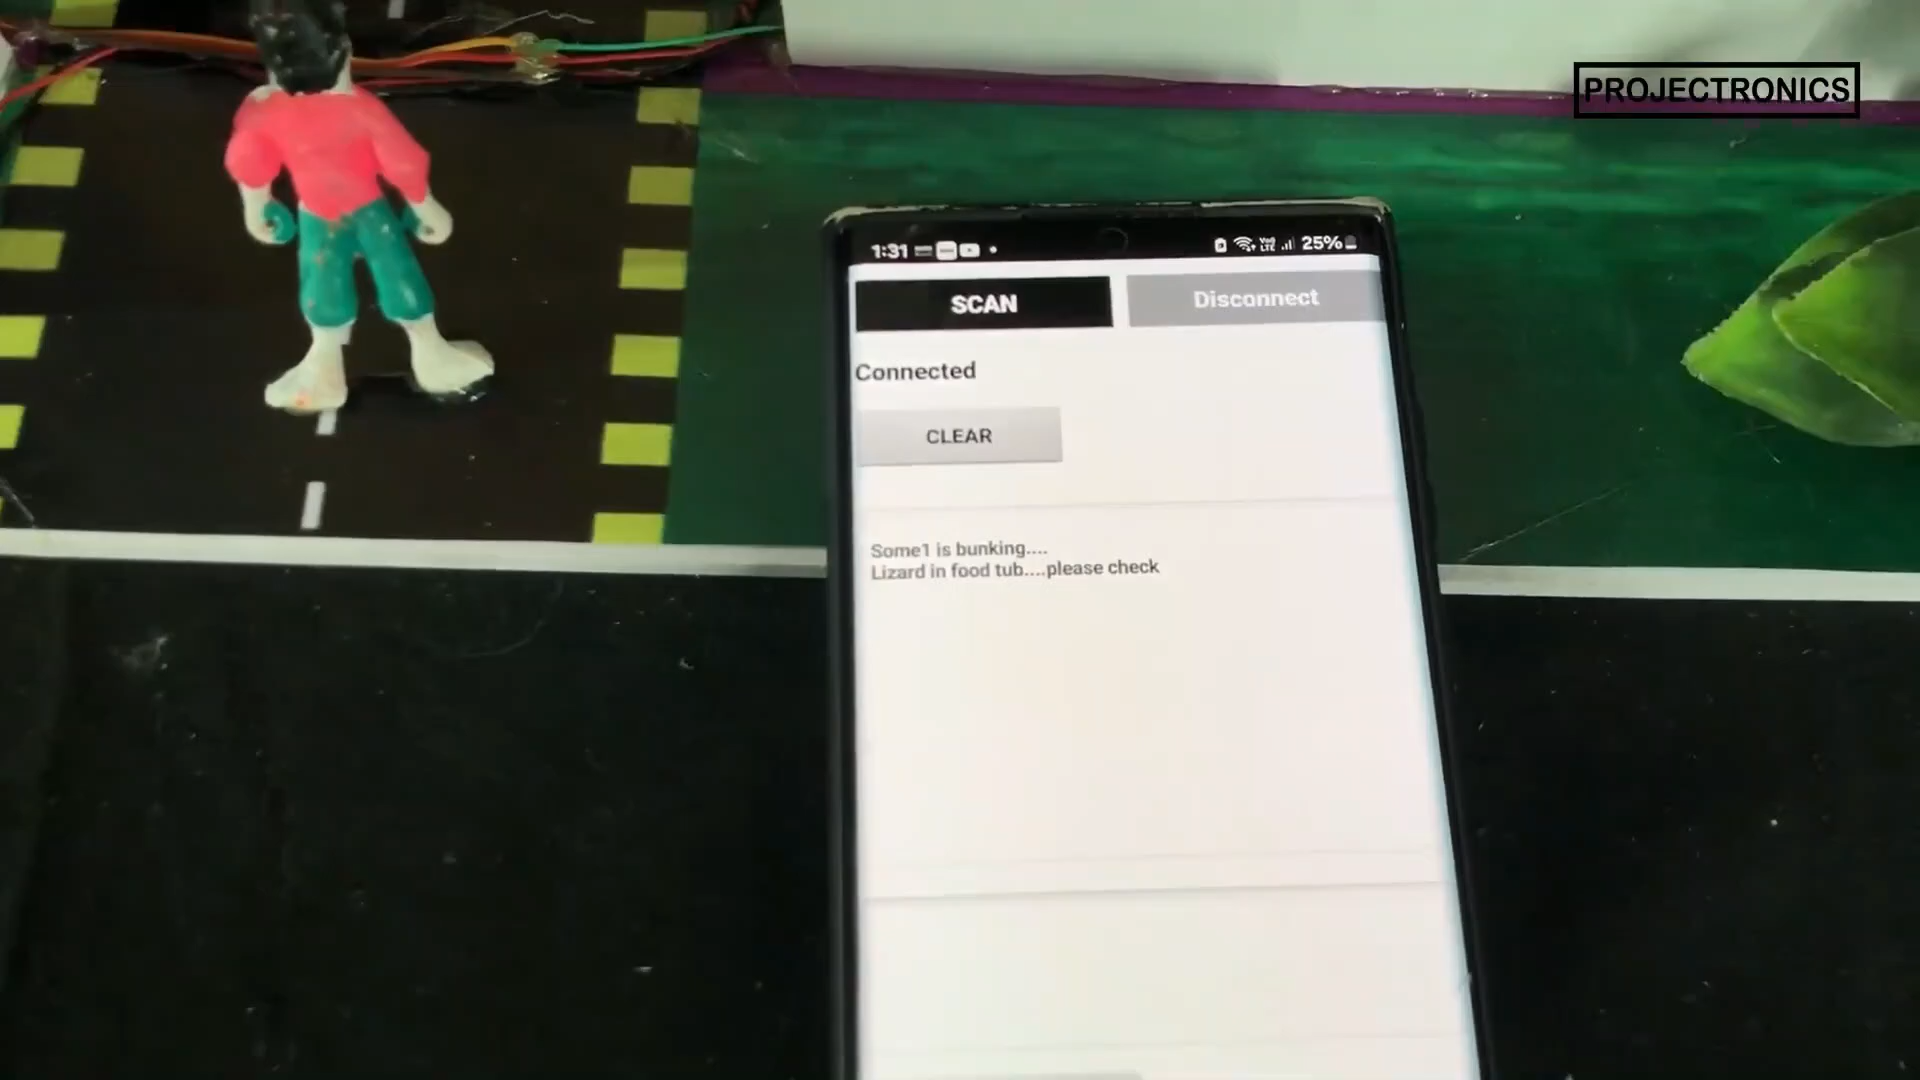 PROJECTRONICS
1:31
25%
SCAN
Disconnect
Connected
CLEAR
Some1 is bunking....
Lizard in food tub....please check